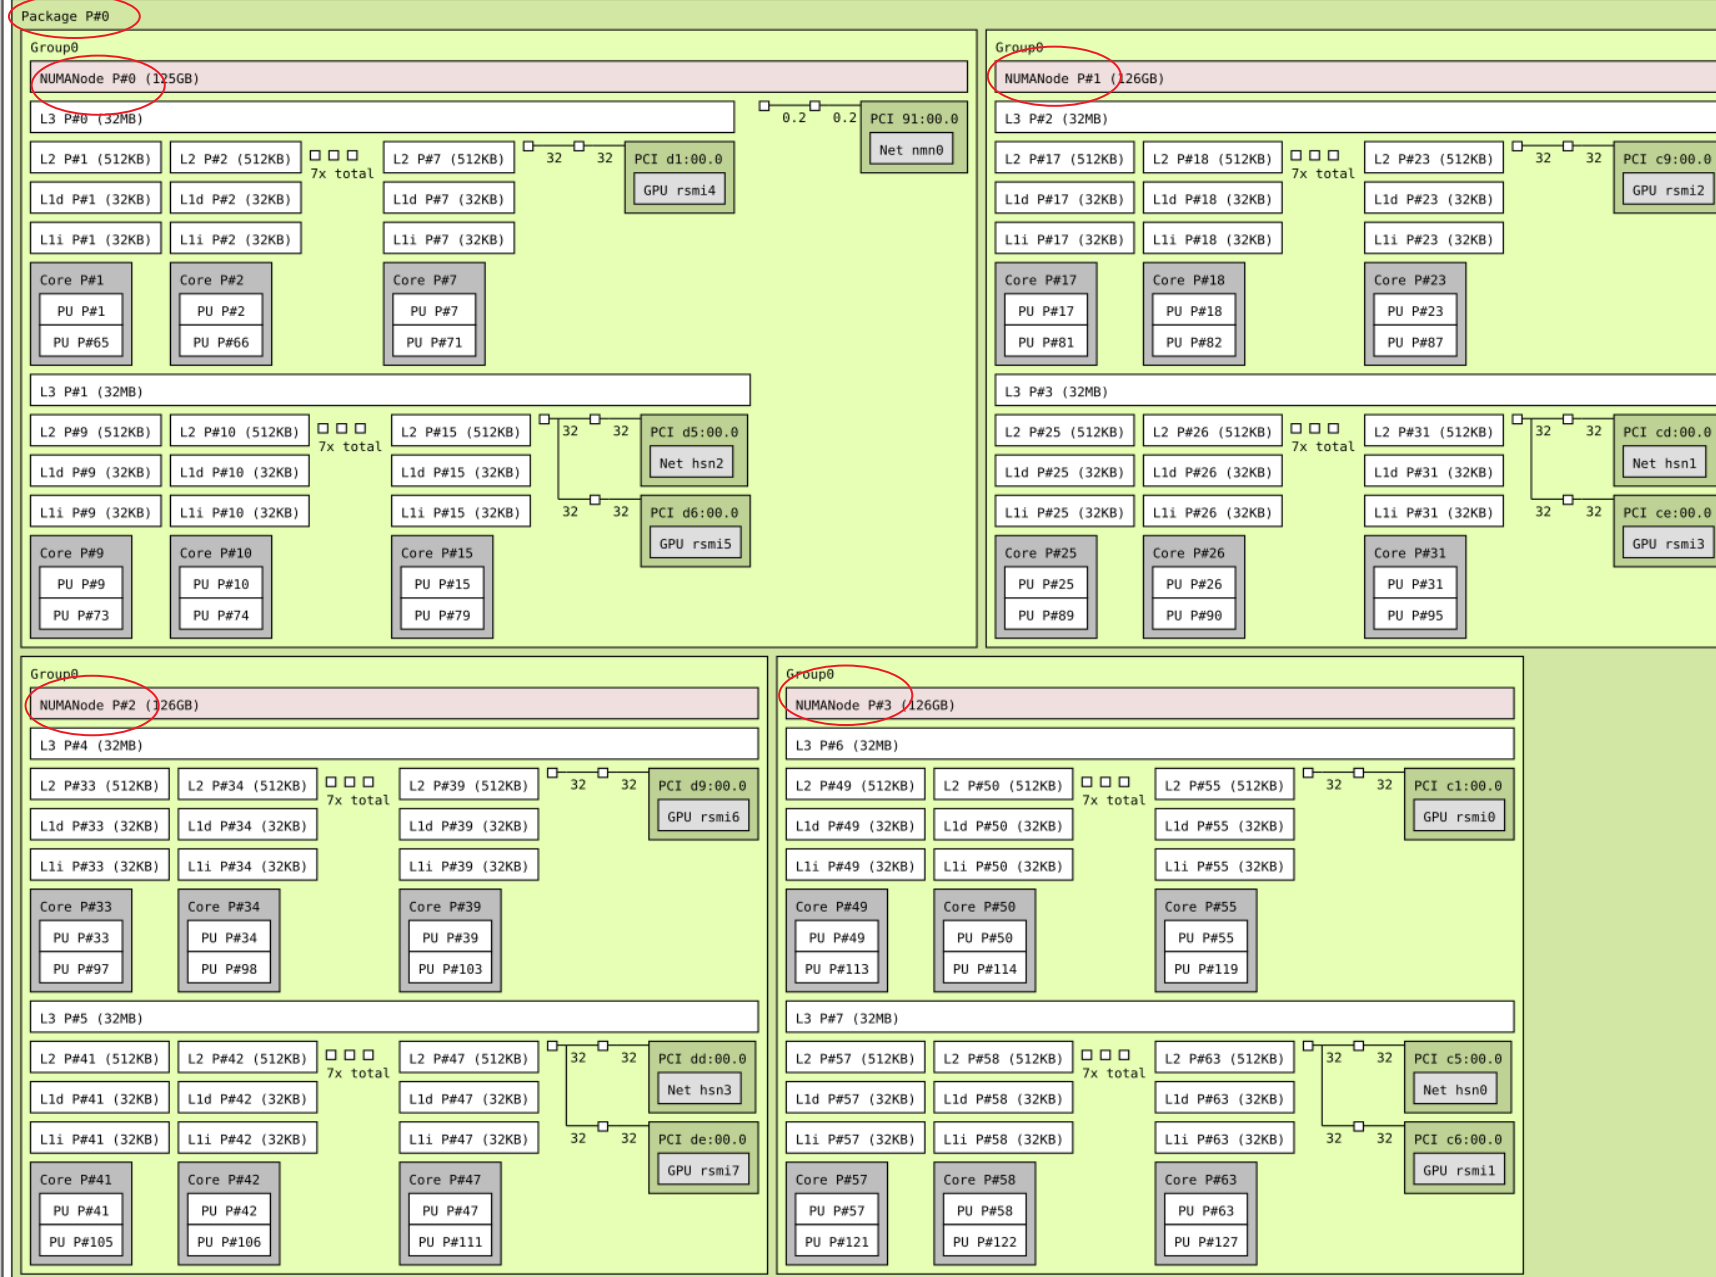 Package P#0
Group0
NUMANode P#0 (125GB)
L3 P#0 (32MB)
0.2 0.2 PCI 91:00.0
Net nmn0
L2 P#1 (512KB) L2 P#2 (512KB) L2 P#7 (512KB) 32 32 PCI d1:00.0
7x total
GPU rsmi4
L1d P#1 (32KB) L1d P#2 (32KB) L1d P#7 (32KB)
L1i P#1 (32KB) L1i P#2 (32KB) L1i P#7 (32KB)
Core P#1 Core P#2 Core P#7
PU P#1 PU P#2 PU P#7
PU P#65 PU P#66 PU P#71
L3 P#1 (32MB)
L2 P#9 (512KB) L2 P#10 (512KB) L2 P#15 (512KB) 32 32 PCI d5:00.0
7x total
Net hsn2
L1d P#9 (32KB) L1d P#10 (32KB) L1d P#15 (32KB)
L1i P#9 (32KB) L1i P#10 (32KB) L1i P#15 (32KB) 32 32 PCI d6:00.0
GPU rsmi5
Core P#9 Core P#10 Core P#15
PU P#9 PU P#10 PU P#15
PU P#73 PU P#74 PU P#79
Group0
NUMANode P#1 (126GB)
L3 P#2 (32MB)
L2 P#17 (512KB) L2 P#18 (512KB) L2 P#23 (512KB) 32 32 PCI c9:00.0
7x total
GPU rsmi2
L1d P#17 (32KB) L1d P#18 (32KB) L1d P#23 (32KB)
L1i P#17 (32KB) L1i P#18 (32KB) L1i P#23 (32KB)
Core P#17 Core P#18 Core P#23
PU P#17 PU P#18 PU P#23
PU P#81 PU P#82 PU P#87
L3 P#3 (32MB)
L2 P#25 (512KB) L2 P#26 (512KB) L2 P#31 (512KB) 32 32 PCI cd:00.0
7x total
Net hsn1
L1d P#25 (32KB) L1d P#26 (32KB) L1d P#31 (32KB)
L1i P#25 (32KB) L1i P#26 (32KB) L1i P#31 (32KB) 32 32 PCI ce:00.0
GPU rsmi3
Core P#25 Core P#26 Core P#31
PU P#25 PU P#26 PU P#31
PU P#89 PU P#90 PU P#95
Group0
NUMANode P#2 (126GB)
L3 P#4 (32MB)
L2 P#33 (512KB) L2 P#34 (512KB) L2 P#39 (512KB) 32 32 PCI d9:00.0
7x total
GPU rsmi6
L1d P#33 (32KB) L1d P#34 (32KB) L1d P#39 (32KB)
L1i P#33 (32KB) L1i P#34 (32KB) L1i P#39 (32KB)
Core P#33 Core P#34 Core P#39
PU P#33 PU P#34 PU P#39
PU P#97 PU P#98 PU P#103
L3 P#5 (32MB)
L2 P#41 (512KB) L2 P#42 (512KB) L2 P#47 (512KB) 32 32 PCI dd:00.0
7x total
Net hsn3
L1d P#41 (32KB) L1d P#42 (32KB) L1d P#47 (32KB)
L1i P#41 (32KB) L1i P#42 (32KB) L1i P#47 (32KB) 32 32 PCI de:00.0
GPU rsmi7
Core P#41 Core P#42 Core P#47
PU P#41 PU P#42 PU P#47
PU P#105 PU P#106 PU P#111
Group0
NUMANode P#3 (126GB)
L3 P#6 (32MB)
L2 P#49 (512KB) L2 P#50 (512KB) L2 P#55 (512KB) 32 32 PCI c1:00.0
7x total
GPU rsmi0
L1d P#49 (32KB) L1d P#50 (32KB) L1d P#55 (32KB)
L1i P#49 (32KB) L1i P#50 (32KB) L1i P#55 (32KB)
Core P#49 Core P#50 Core P#55
PU P#49 PU P#50 PU P#55
PU P#113 PU P#114 PU P#119
L3 P#7 (32MB)
L2 P#57 (512KB) L2 P#58 (512KB) L2 P#63 (512KB) 32 32 PCI c5:00.0
7x total
Net hsn0
L1d P#57 (32KB) L1d P#58 (32KB) L1d P#63 (32KB)
L1i P#57 (32KB) L1i P#58 (32KB) L1i P#63 (32KB) 32 32 PCI c6:00.0
GPU rsmi1
Core P#57 Core P#58 Core P#63
PU P#57 PU P#58 PU P#63
PU P#121 PU P#122 PU P#127